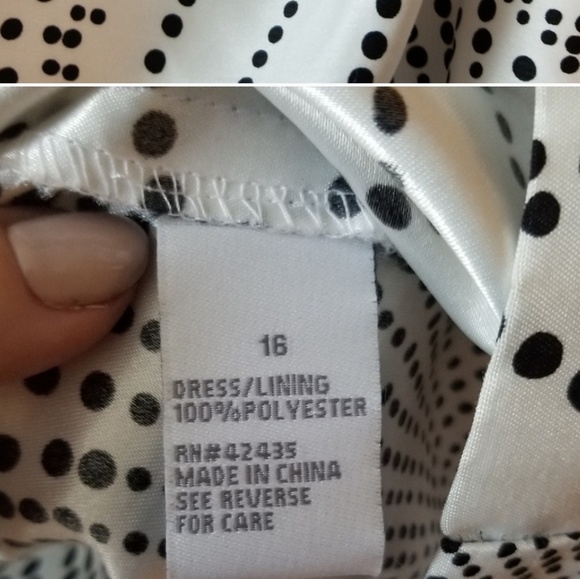 16
DRESS/LINING
100%POLYESTER
RN#42435
MADE IN CHINA
SEE REVERSE
FOR CARE